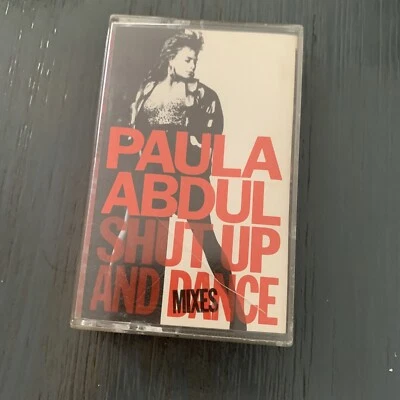 PAULA
ABDUL
SHUT UP
AND DANCE
MIXES